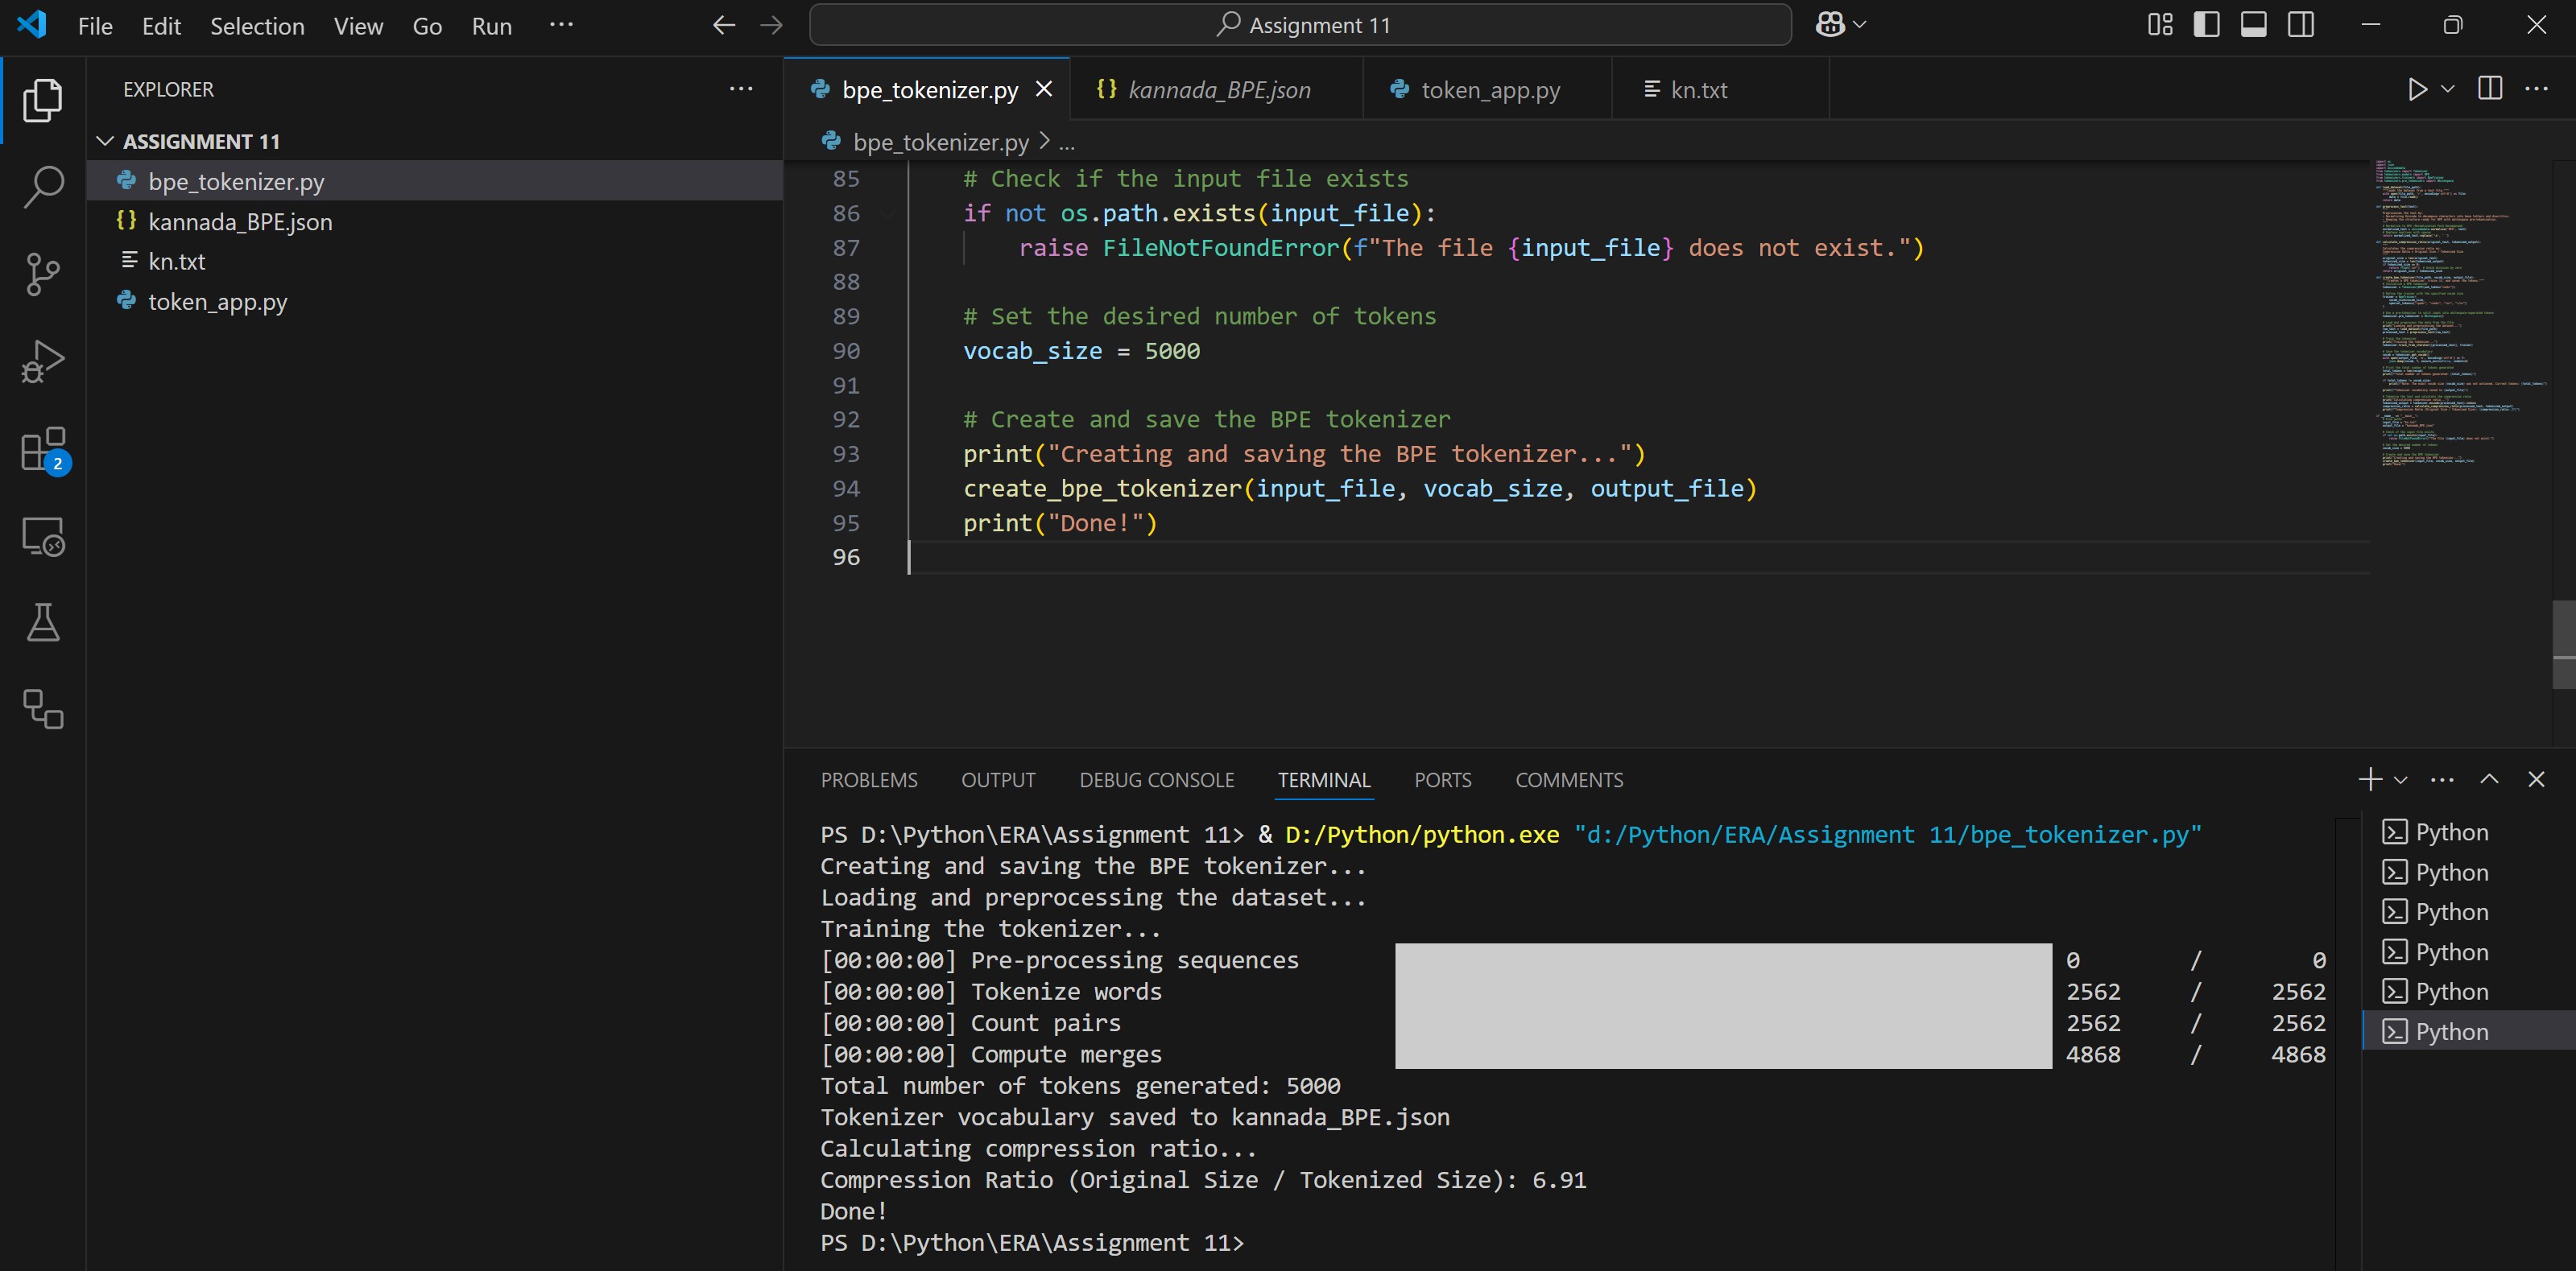 File Edit Selection View Go Run ...
Assignment 11
EXPLORER ...
ASSIGNMENT 11
bpe_tokenizer.py
{} kannada_BPE.json
kn.txt
token_app.py
2
bpe_tokenizer.py {} kannada_BPE.json token_app.py kn.txt
bpe_tokenizer.py > ...
85 # Check if the input file exists
86 if not os.path.exists(input_file):
87 raise FileNotFoundError(f"The file {input_file} does not exist.")
88
89 # Set the desired number of tokens
90 vocab_size = 5000
91
92 # Create and save the BPE tokenizer
93 print("Creating and saving the BPE tokenizer...")
94 create_bpe_tokenizer(input_file, vocab_size, output_file)
95 print("Done!")
96
PROBLEMS OUTPUT DEBUG CONSOLE TERMINAL PORTS COMMENTS
PS D:\Python\ERA\Assignment 11> & D:/Python/python.exe "d:/Python/ERA/Assignment 11/bpe_tokenizer.py"
Creating and saving the BPE tokenizer...
Loading and preprocessing the dataset...
Training the tokenizer...
[00:00:00] Pre-processing sequences 0 / 0
[00:00:00] Tokenize words 2562 / 2562
[00:00:00] Count pairs 2562 / 2562
[00:00:00] Compute merges 4868 / 4868
Total number of tokens generated: 5000
Tokenizer vocabulary saved to kannada_BPE.json
Calculating compression ratio...
Compression Ratio (Original Size / Tokenized Size): 6.91
Done!
PS D:\Python\ERA\Assignment 11>
Python
Python
Python
Python
Python
Python